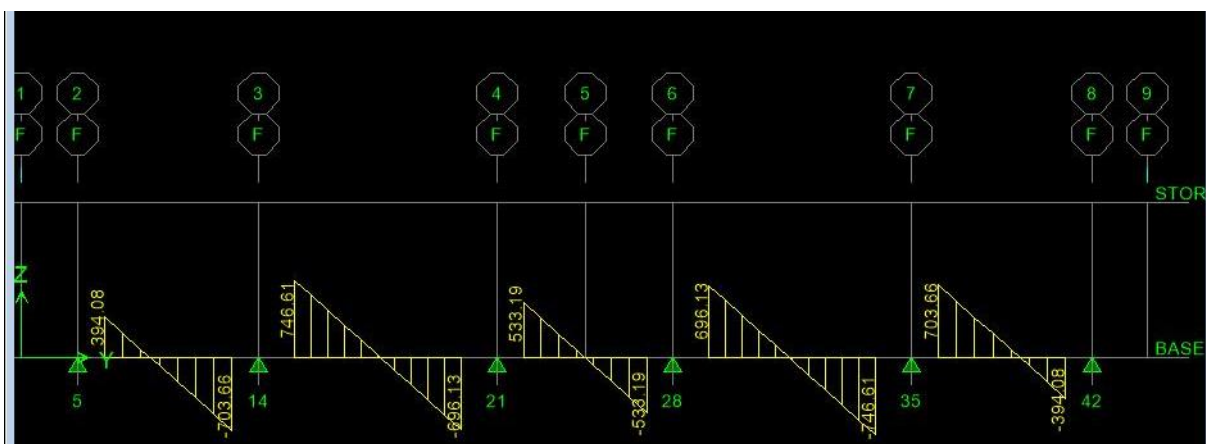 1 2 3 4 5 6 7 8 9
F F F F F F F F F
STOR
Z
394.08 -703.66 746.61 -696.13 533.19 -533.19 696.13 -746.61 703.66 -394.08
Y
BASE
5 14 21 28 35 42